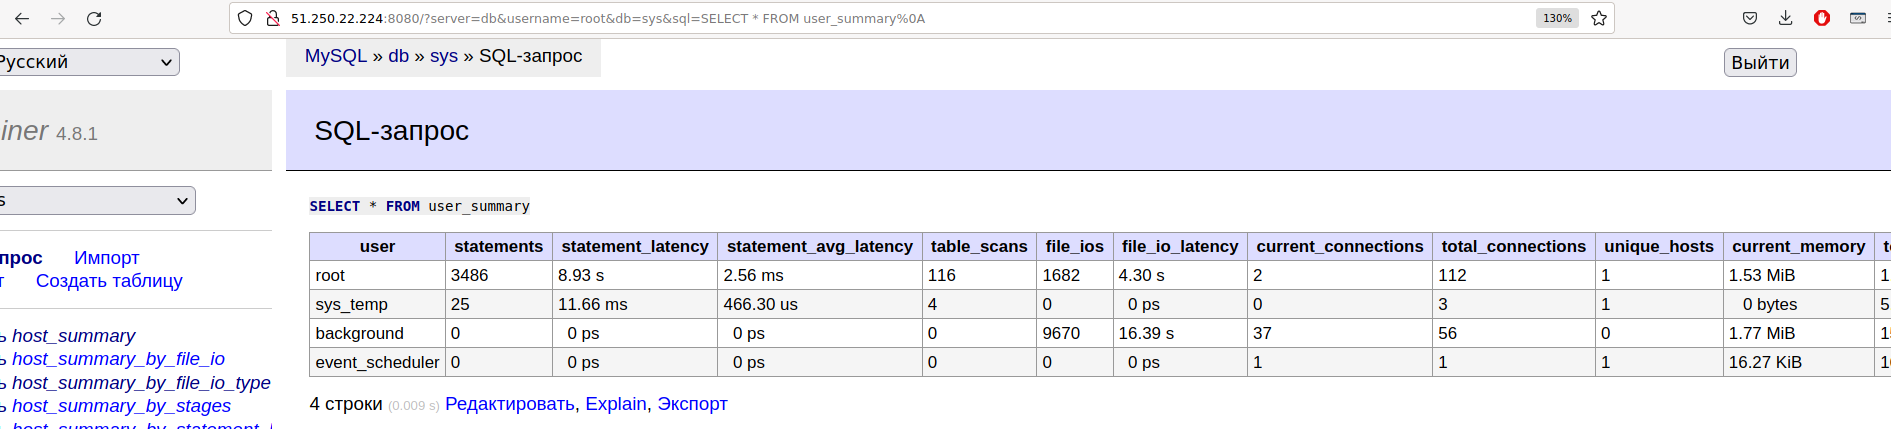 51.250.22.224:8080/?server=db&username=root&db=sys&sql=SELECT * FROM user_summary%0A 130%
Русский MySQL » db » sys » SQL-запрос Выйти
iner 4.8.1 SQL-запрос
s
SELECT * FROM user_summary
user statements statement_latency statement_avg_latency table_scans file_ios file_io_latency current_connections total_connections unique_hosts current_memory
root 3486 8.93 s 2.56 ms 116 1682 4.30 s 2 112 1 1.53 MiB
sys_temp 25 11.66 ms 466.30 us 4 0 0 ps 0 3 1 0 bytes
background 0 0 ps 0 ps 0 9670 16.39 s 37 56 0 1.77 MiB
event_scheduler 0 0 ps 0 ps 0 0 0 ps 1 1 1 16.27 KiB
4 строки (0.009 s) Редактировать, Explain, Экспорт
прос Импорт
т Создать таблицу
ь host_summary
ь host_summary_by_file_io
ь host_summary_by_file_io_type
ь host_summary_by_stages
ь host_summary_by_statement_l